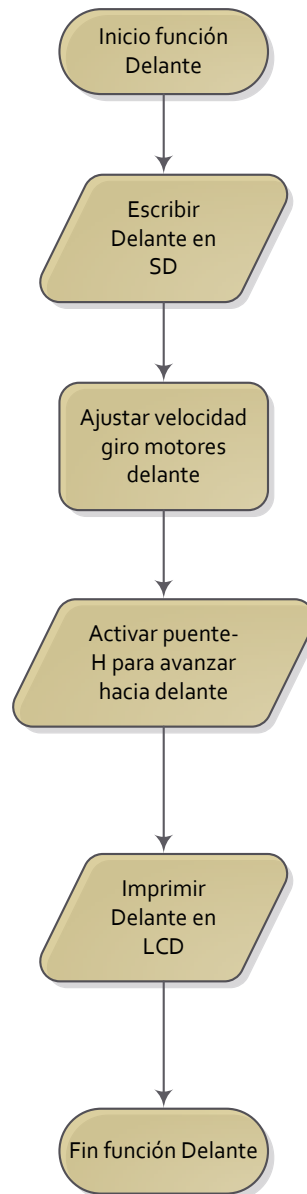 Inicio función
Delante
Escribir
Delante en
SD
Ajustar velocidad
giro motores
delante
Activar puente-
H para avanzar
hacia delante
Imprimir
Delante en
LCD
Fin función Delante